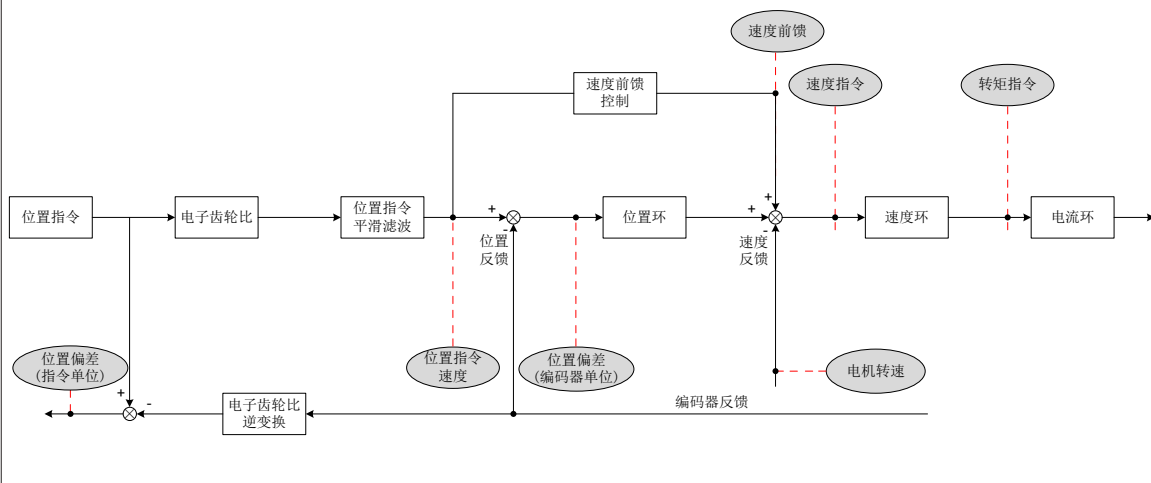 速度前馈
速度前馈
控制
速度指令
转矩指令
+
位置指令
电子齿轮比
位置指令
平滑滤波
+
-
位置
反馈
位置环
+
-
速度
反馈
速度环
电流环
位置偏差
(指令单位)
位置指令
速度
位置偏差
(编码器单位)
电机转速
+
-
电子齿轮比
逆变换
编码器反馈